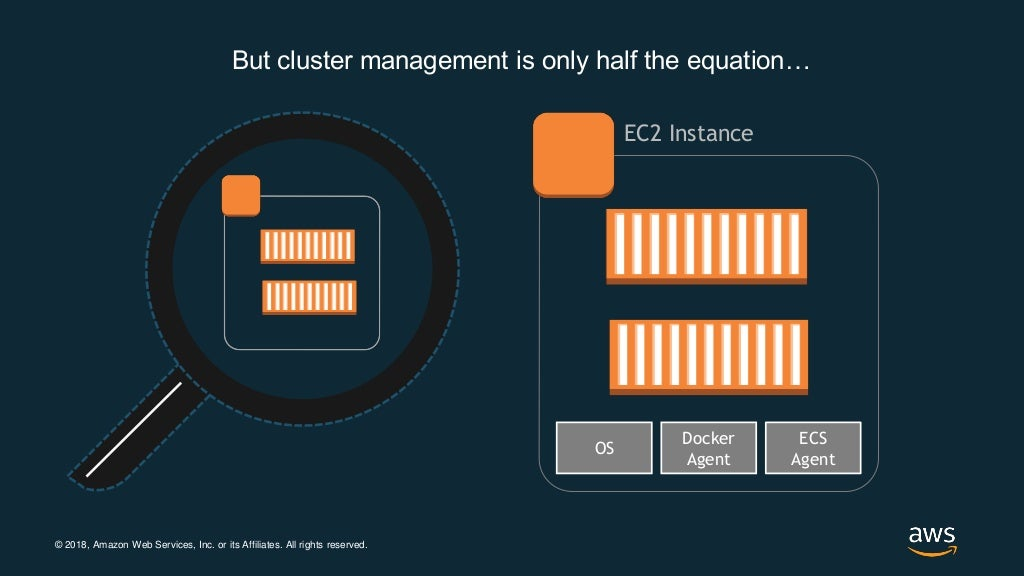 But cluster management is only half the equation…
EC2 Instance
OS
Docker
Agent
ECS
Agent
© 2018, Amazon Web Services, Inc. or its Affiliates. All rights reserved.
aws